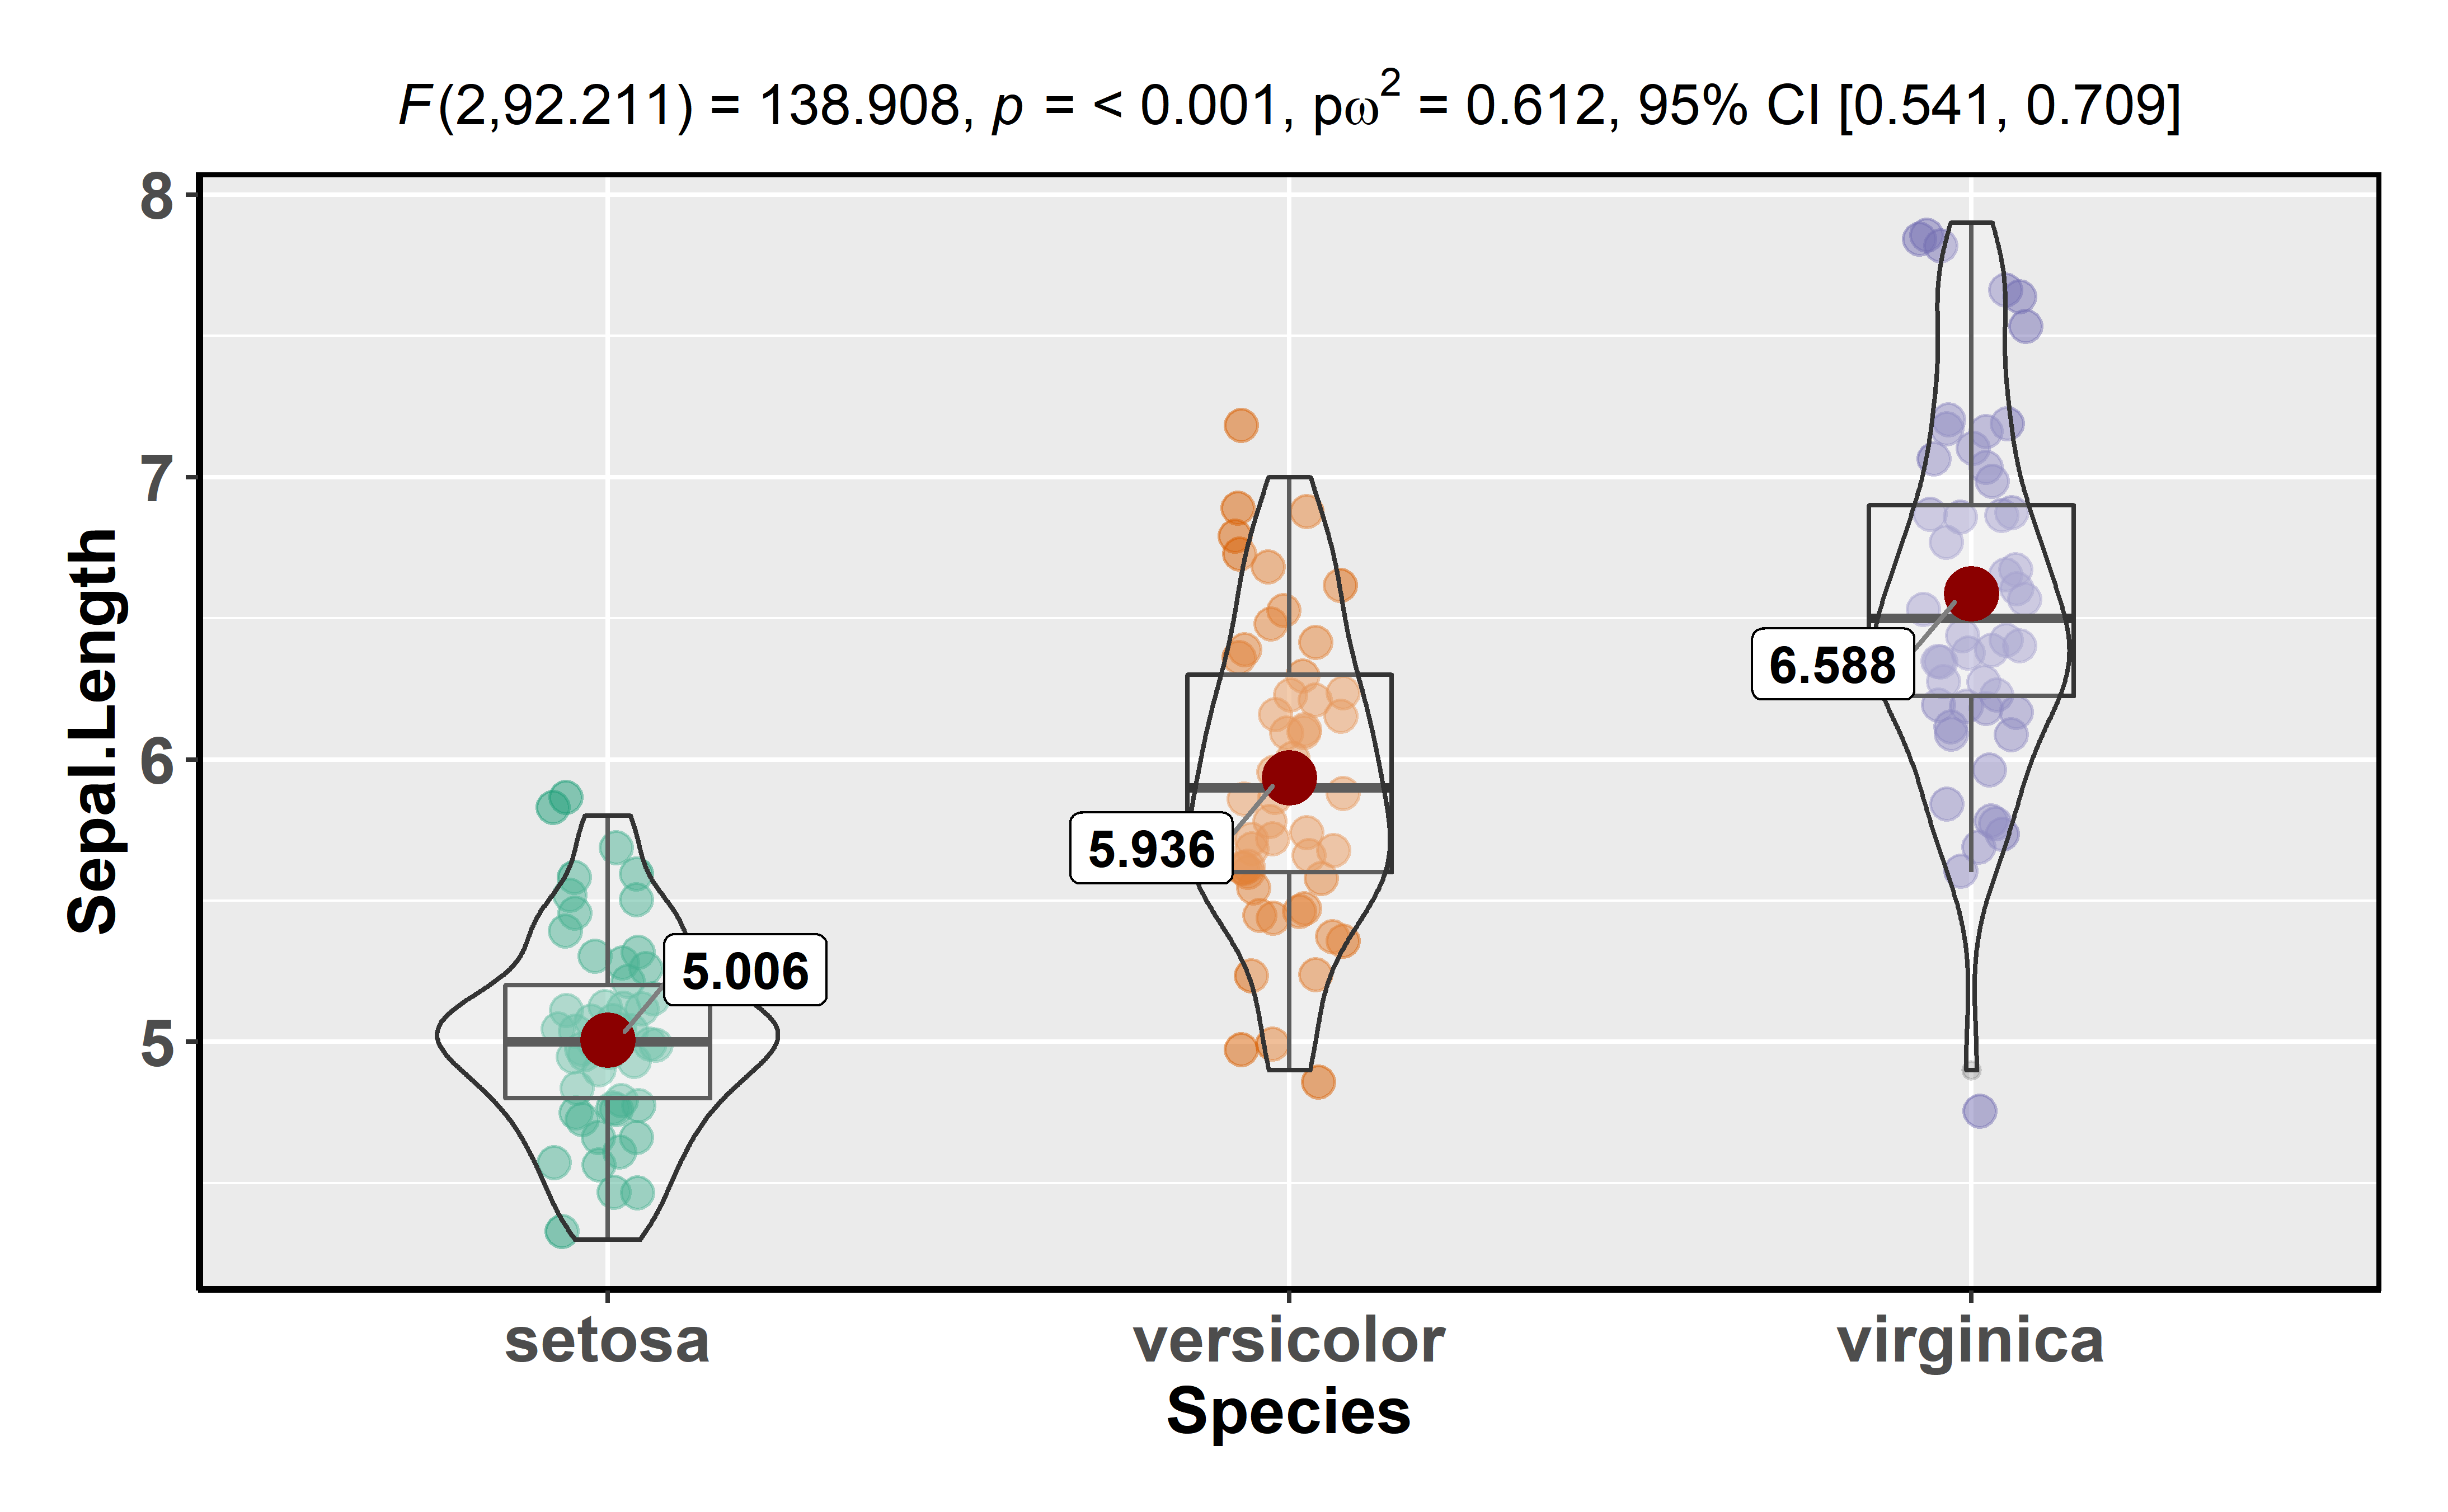 F(2,92.211) = 138.908, p = < 0.001, pω² = 0.612, 95% CI [0.541, 0.709]
8
7
6
5
Sepal.Length
5.006
5.936
6.588
setosa
versicolor
virginica
Species